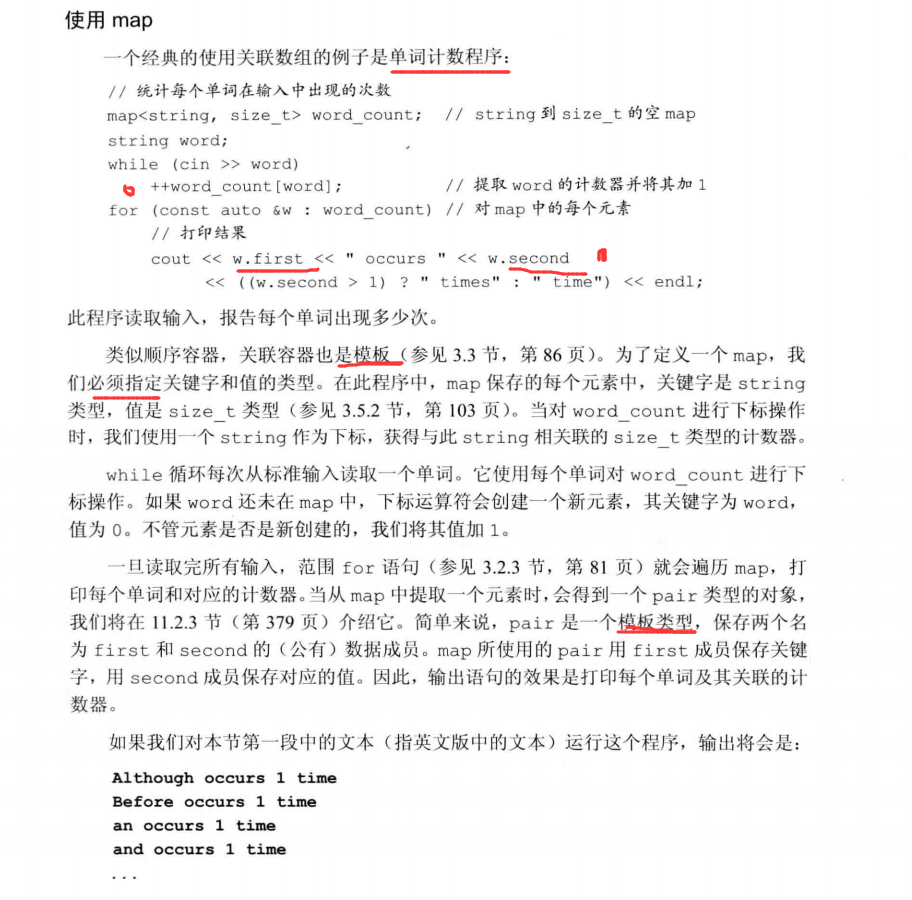 使用 map
一个经典的使用关联数组的例子是单词计数程序：
// 统计每个单词在输入中出现的次数
map<string, size_t> word_count; // string 到 size_t 的空 map
string word;
while (cin >> word)
++word_count[word]; // 提取 word 的计数器并将其加 1
for (const auto &w : word_count) // 对 map 中的每个元素
// 打印结果
cout << w.first << " occurs " << w.second
<< ((w.second > 1) ? " times" : " time") << endl;
此程序读取输入，报告每个单词出现多少次。
类似顺序容器，关联容器也是模板（参见 3.3 节，第 86 页）。为了定义一个 map，我
们必须指定关键字和值的类型。在此程序中，map 保存的每个元素中，关键字是 string
类型，值是 size_t 类型（参见 3.5.2 节，第 103 页）。当对 word_count 进行下标操作
时，我们使用一个 string 作为下标，获得与此 string 相关联的 size_t 类型的计数器。
while 循环每次从标准输入读取一个单词。它使用每个单词对 word_count 进行下
标操作。如果 word 还未在 map 中，下标运算符会创建一个新元素，其关键字为 word，
值为 0。不管元素是否是新创建的，我们将其值加 1。
一旦读取完所有输入，范围 for 语句（参见 3.2.3 节，第 81 页）就会遍历 map，打
印每个单词和对应的计数器。当从 map 中提取一个元素时，会得到一个 pair 类型的对象，
我们将在 11.2.3 节（第 379 页）介绍它。简单来说，pair 是一个模板类型，保存两个名
为 first 和 second 的（公有）数据成员。map 所使用的 pair 用 first 成员保存关键
字，用 second 成员保存对应的值。因此，输出语句的效果是打印每个单词及其关联的计
数器。
如果我们对本节第一段中的文本（指英文版中的文本）运行这个程序，输出将会是：
Although occurs 1 time
Before occurs 1 time
an occurs 1 time
and occurs 1 time
...